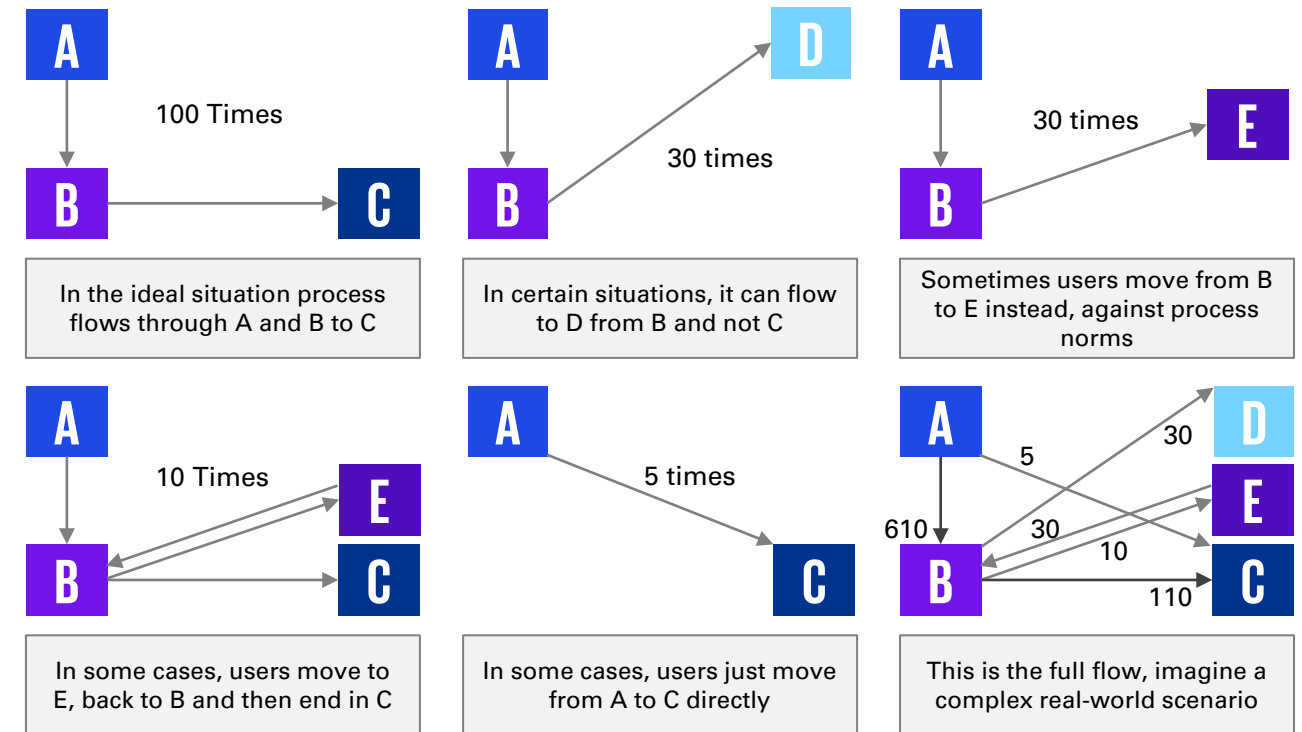 A
100 Times
B
C
In the ideal situation process
flows through A and B to C
A
D
30 times
B
In certain situations, it can flow
to D from B and not C
A
30 times
E
B
Sometimes users move from B
to E instead, against process
norms
A
10 Times
E
B
C
In some cases, users move to
E, back to B and then end in C
A
5 times
C
In some cases, users just move
from A to C directly
A
D
30
5
E
610
30
10
B
C
110
This is the full flow, imagine a
complex real-world scenario